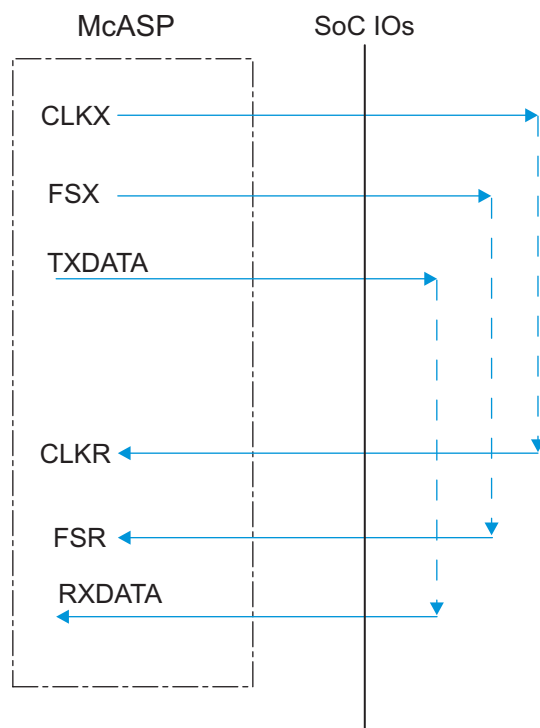 McASP
SoC IOs
CLKX
FSX
TXDATA
CLKR
FSR
RXDATA